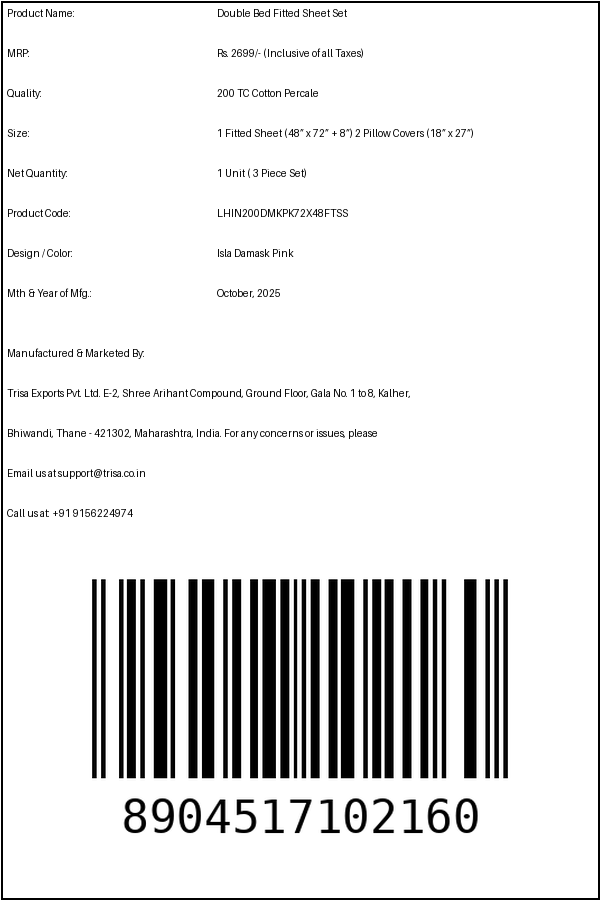 Product Name: Double Bed Fitted Sheet Set
MRP: Rs. 2699/- (Inclusive of all Taxes)
Quality: 200 TC Cotton Percale
Size: 1 Fitted Sheet (48” x 72” + 8”) 2 Pillow Covers (18” x 27”)
Net Quantity: 1 Unit ( 3 Piece Set)
Product Code: LHIN200DMKPK72X48FTSS
Design / Color: Isla Damask Pink
Mth & Year of Mfg.: October, 2025
Manufactured & Marketed By:
Trisa Exports Pvt. Ltd. E-2, Shree Arihant Compound, Ground Floor, Gala No. 1 to 8, Kalher,
Bhiwandi, Thane - 421302, Maharashtra, India. For any concerns or issues, please
Email us at support@trisa.co.in
Call us at: +91 9156224974
8904517102160